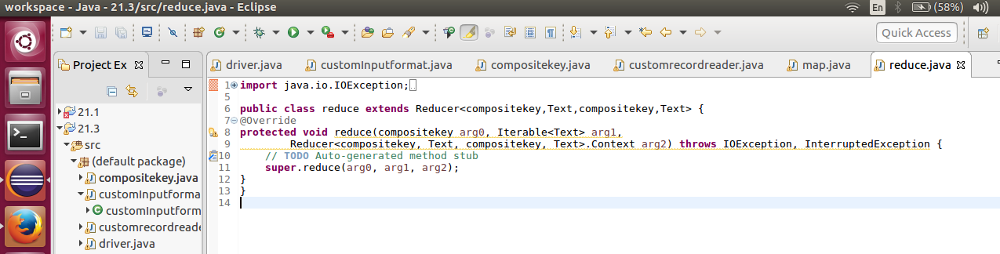 workspace - Java - 21.3/src/reduce.java - Eclipse
En
(58%)
Quick Access
Project Ex
driver.java
customInputformat.java
compositekey.java
customrecordreader.java
map.java
reduce.java
21.1
21.3
src
(default package)
compositekey.java
customInputforma
customInputform
customrecordreade
driver.java
1 import java.io.IOException;
5
6 public class reduce extends Reducer<compositekey,Text,compositekey,Text> {
7 @Override
8 protected void reduce(compositekey arg0, Iterable<Text> arg1,
9 Reducer<compositekey, Text, compositekey, Text>.Context arg2) throws IOException, InterruptedException {
10 // TODO Auto-generated method stub
11 super.reduce(arg0, arg1, arg2);
12 }
13 }
14